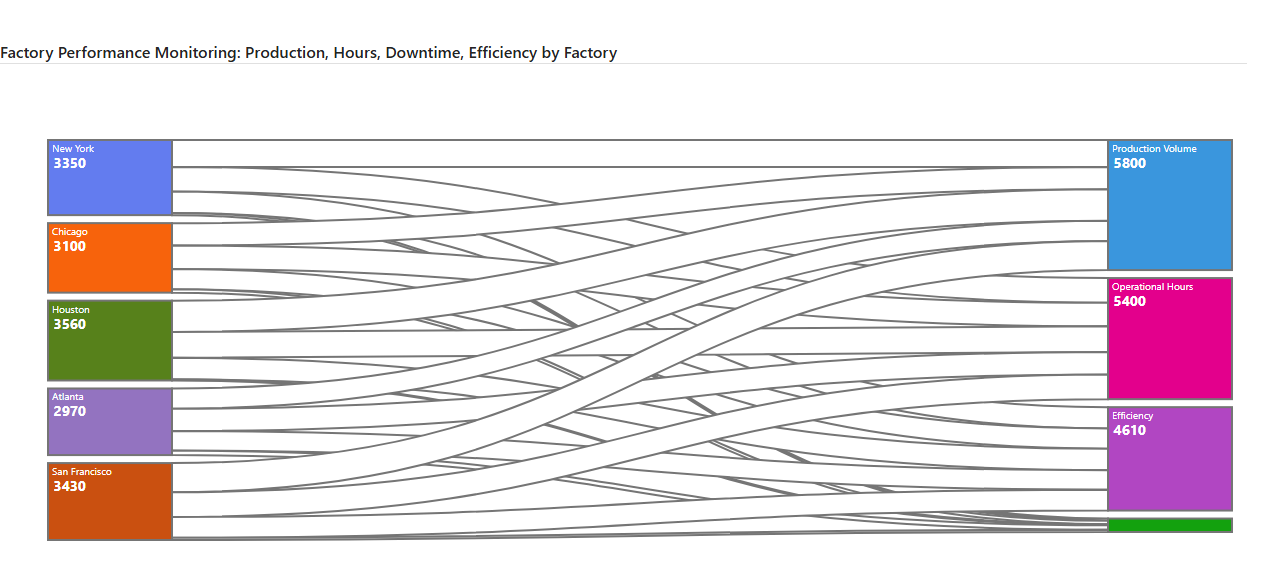 Factory Performance Monitoring: Production, Hours, Downtime, Efficiency by Factory
New York
3350
Chicago
3100
Houston
3560
Atlanta
2970
San Francisco
3430
Production Volume
5800
Operational Hours
5400
Efficiency
4610